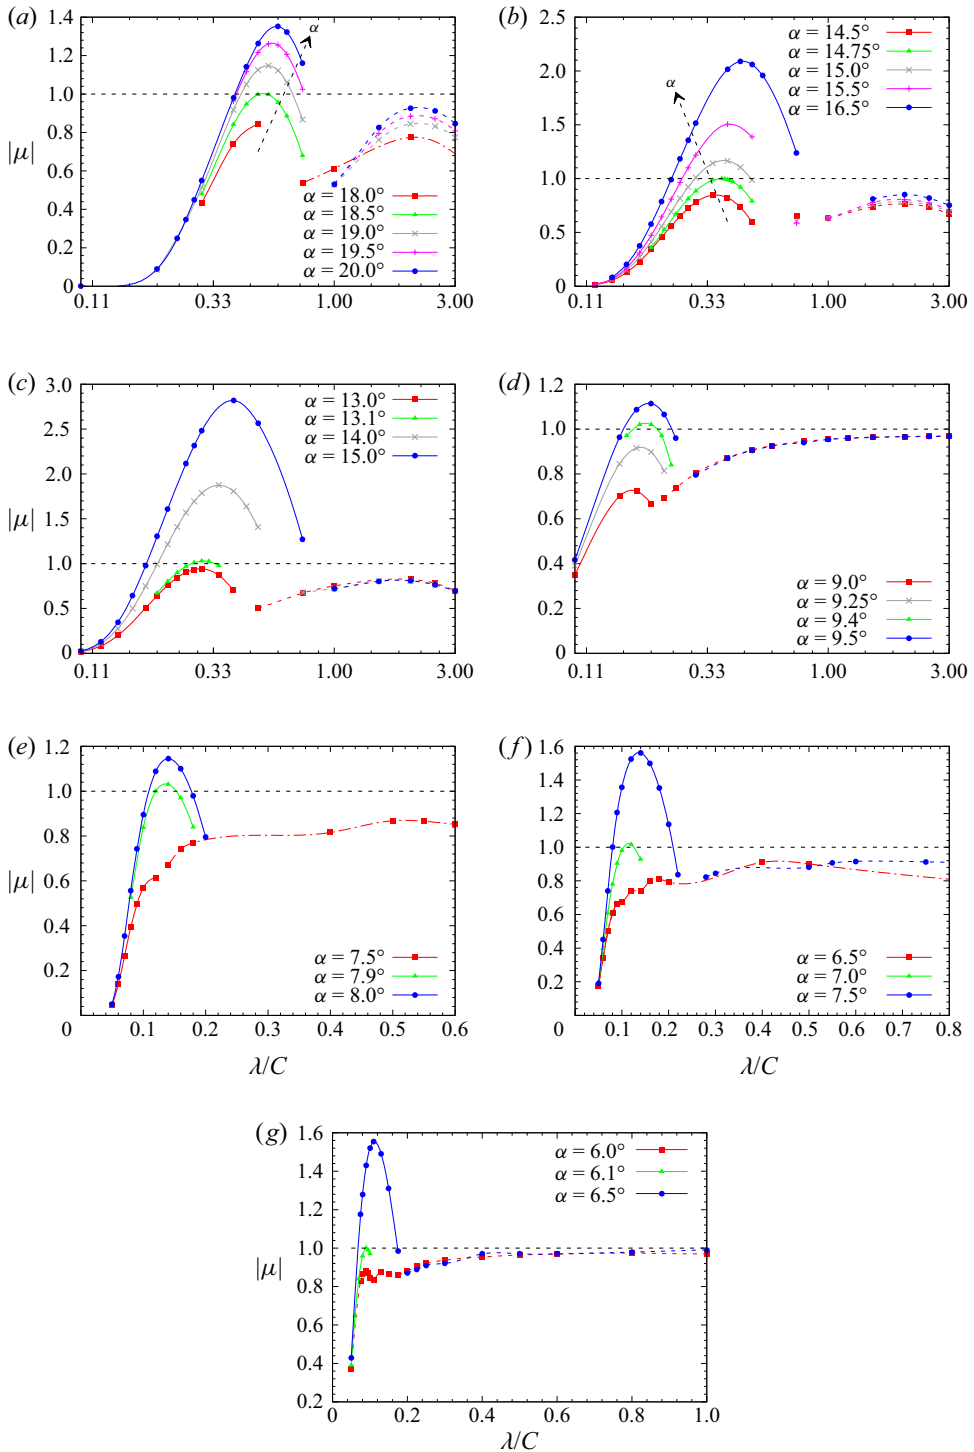 (a)
1.4
1.2
1.0
0.8
0.6
0.4
0.2
0
|μ|
α
α = 18.0°
α = 18.5°
α = 19.0°
α = 19.5°
α = 20.0°
0.11
0.33
1.00
3.00
(b)
2.5
2.0
1.5
1.0
0.5
0
α
α = 14.5°
α = 14.75°
α = 15.0°
α = 15.5°
α = 16.5°
0.11
0.33
1.00
3.00
(c)
3.0
2.5
2.0
1.5
1.0
0.5
0
|μ|
α = 13.0°
α = 13.1°
α = 14.0°
α = 15.0°
0.11
0.33
1.00
3.00
(d)
1.2
1.0
0.8
0.6
0.4
0.2
0
α = 9.0°
α = 9.25°
α = 9.4°
α = 9.5°
0.11
0.33
1.00
3.00
(e)
1.2
1.0
0.8
0.6
0.4
0.2
0
|μ|
α = 7.5°
α = 7.9°
α = 8.0°
0.1
0.2
0.3
0.4
0.5
0.6
λ/C
(f)
1.6
1.4
1.2
1.0
0.8
0.6
0.4
0.2
0
α = 6.5°
α = 7.0°
α = 7.5°
0.1
0.2
0.3
0.4
0.5
0.6
0.7
0.8
λ/C
(g)
1.6
1.4
1.2
1.0
0.8
0.6
0.4
0.2
|μ|
α = 6.0°
α = 6.1°
α = 6.5°
0
0.2
0.4
0.6
0.8
1.0
λ/C